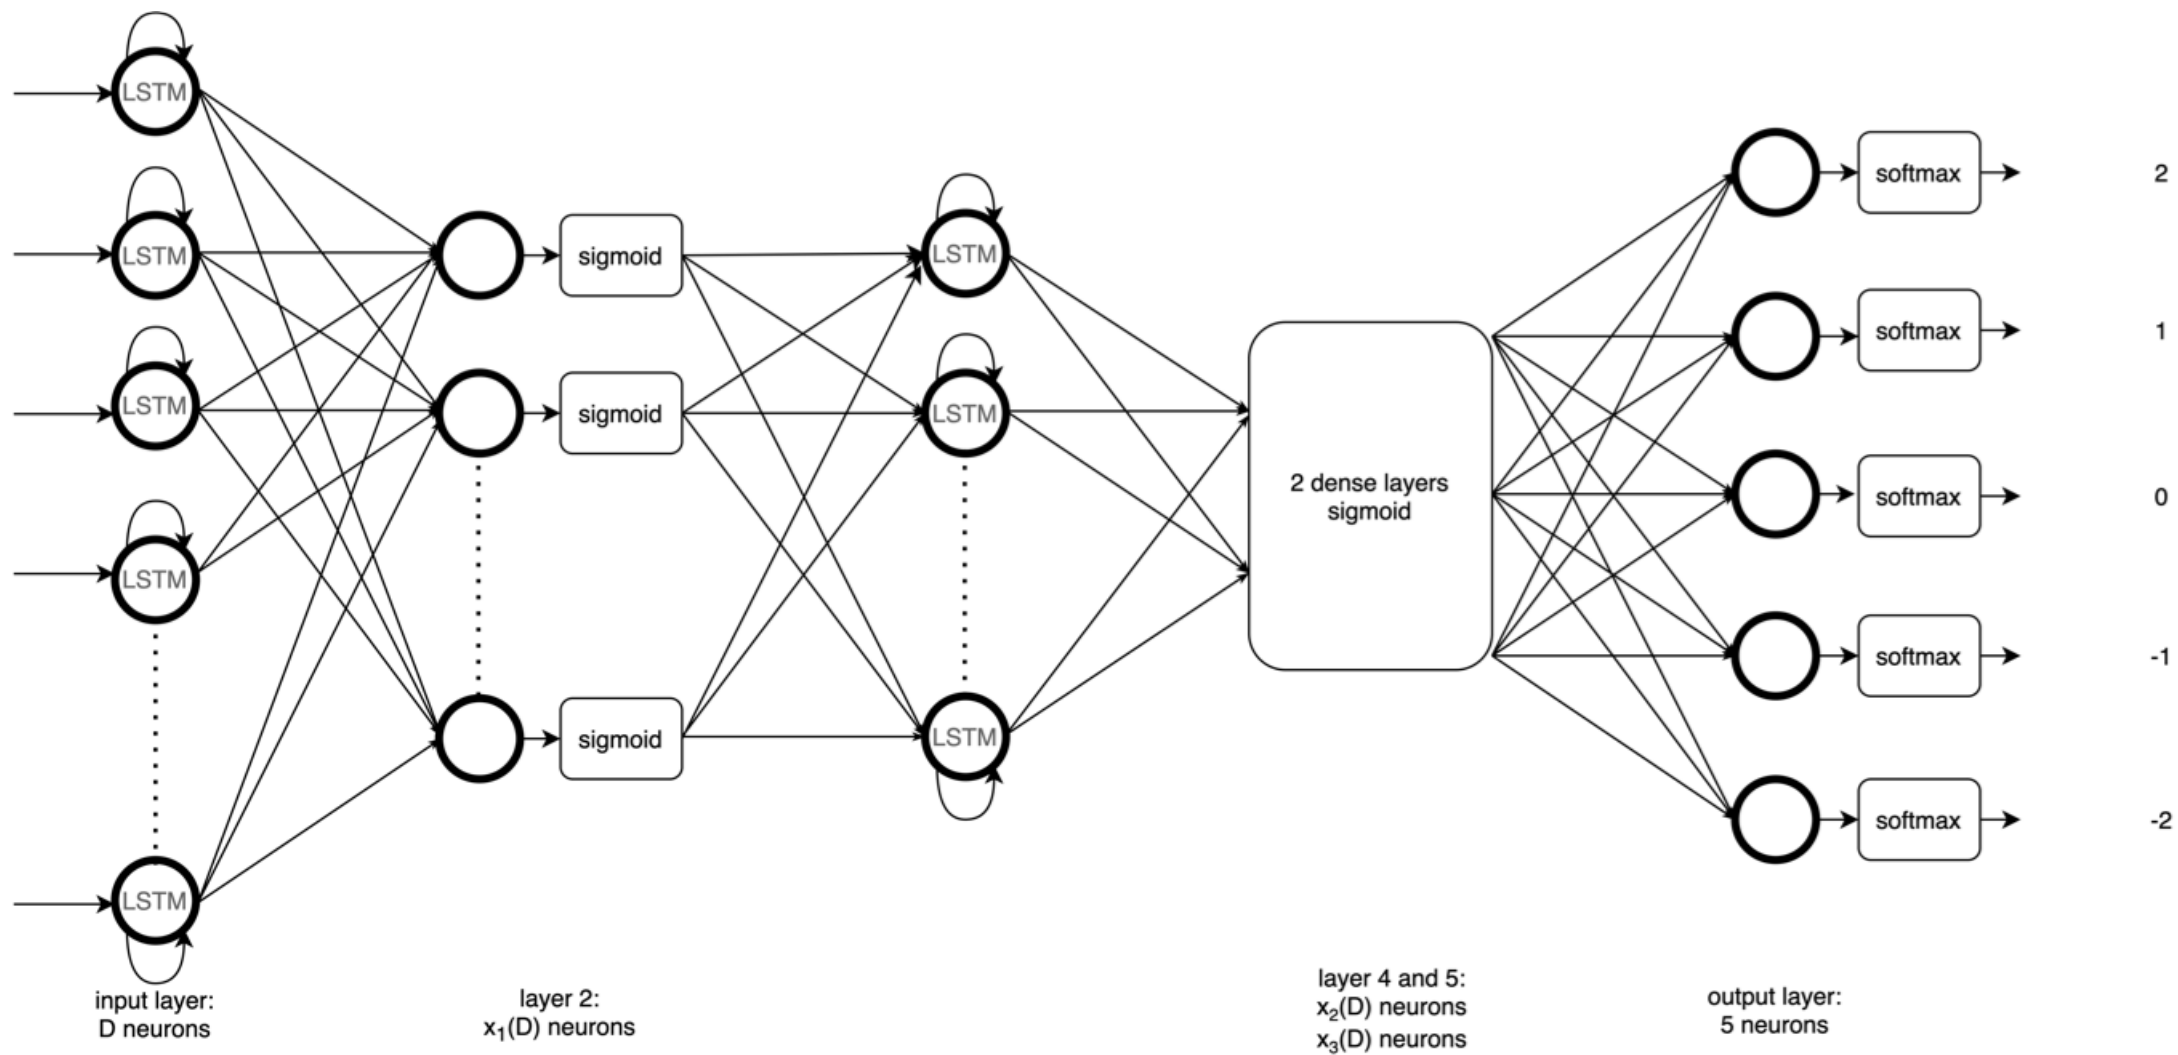 LSTM
LSTM
LSTM
LSTM
LSTM
input layer:
D neurons
sigmoid
sigmoid
sigmoid
layer 2:
x₁(D) neurons
LSTM
LSTM
LSTM
2 dense layers
sigmoid
layer 4 and 5:
x₂(D) neurons
x₃(D) neurons
softmax
2
softmax
1
softmax
0
softmax
-1
softmax
-2
output layer:
5 neurons